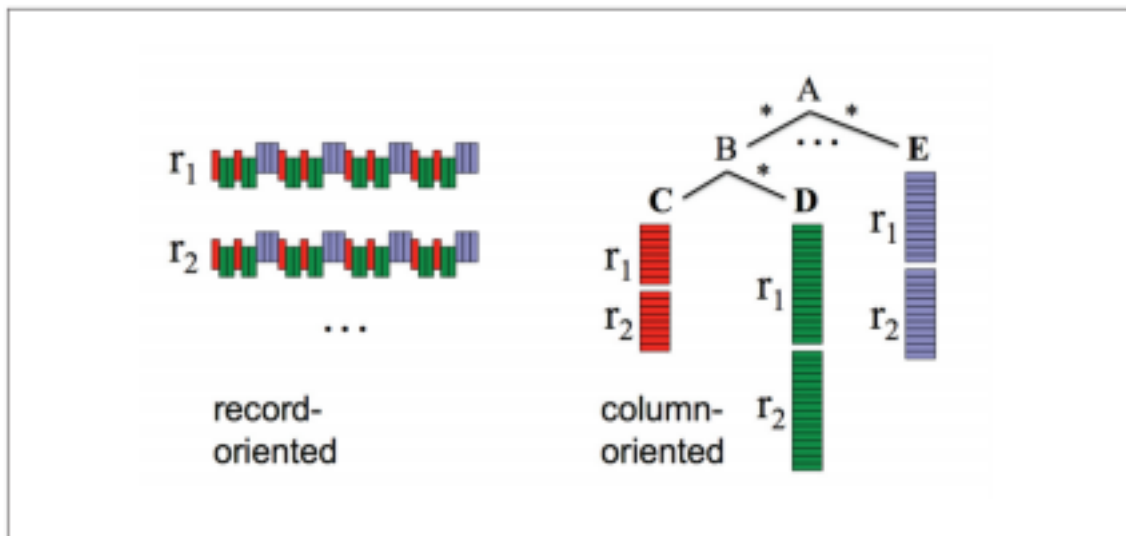 r1
r2
...
record-
oriented
A
* *
B ... E
*
C D
r1
r2
r1
r2
r1
r2
column-
oriented